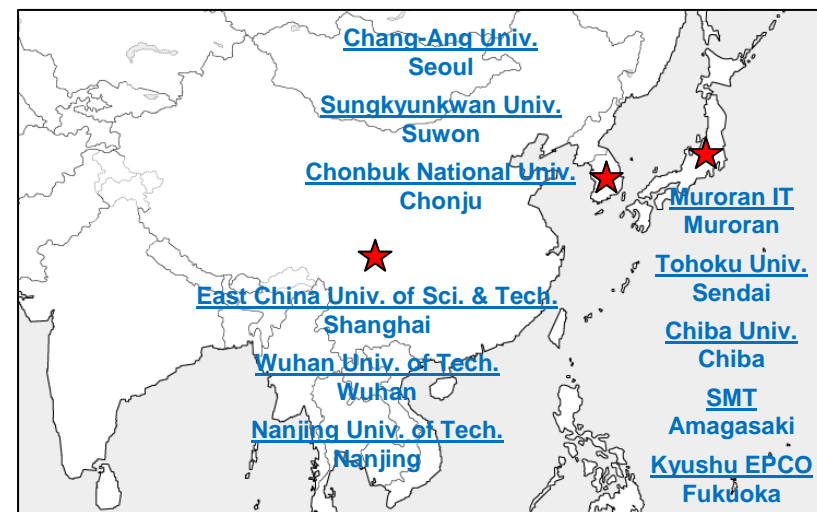 Chang-Ang Univ.
Seoul
Sungkyunkwan Univ.
Suwon
Chonbuk National Univ.
Chonju
East China Univ. of Sci. & Tech.
Shanghai
Wuhan Univ. of Tech.
Wuhan
Nanjing Univ. of Tech.
Nanjing
Muroran IT
Muroran
Tohoku Univ.
Sendai
Chiba Univ.
Chiba
SMT
Amagasaki
Kyushu EPCO
Fukuoka